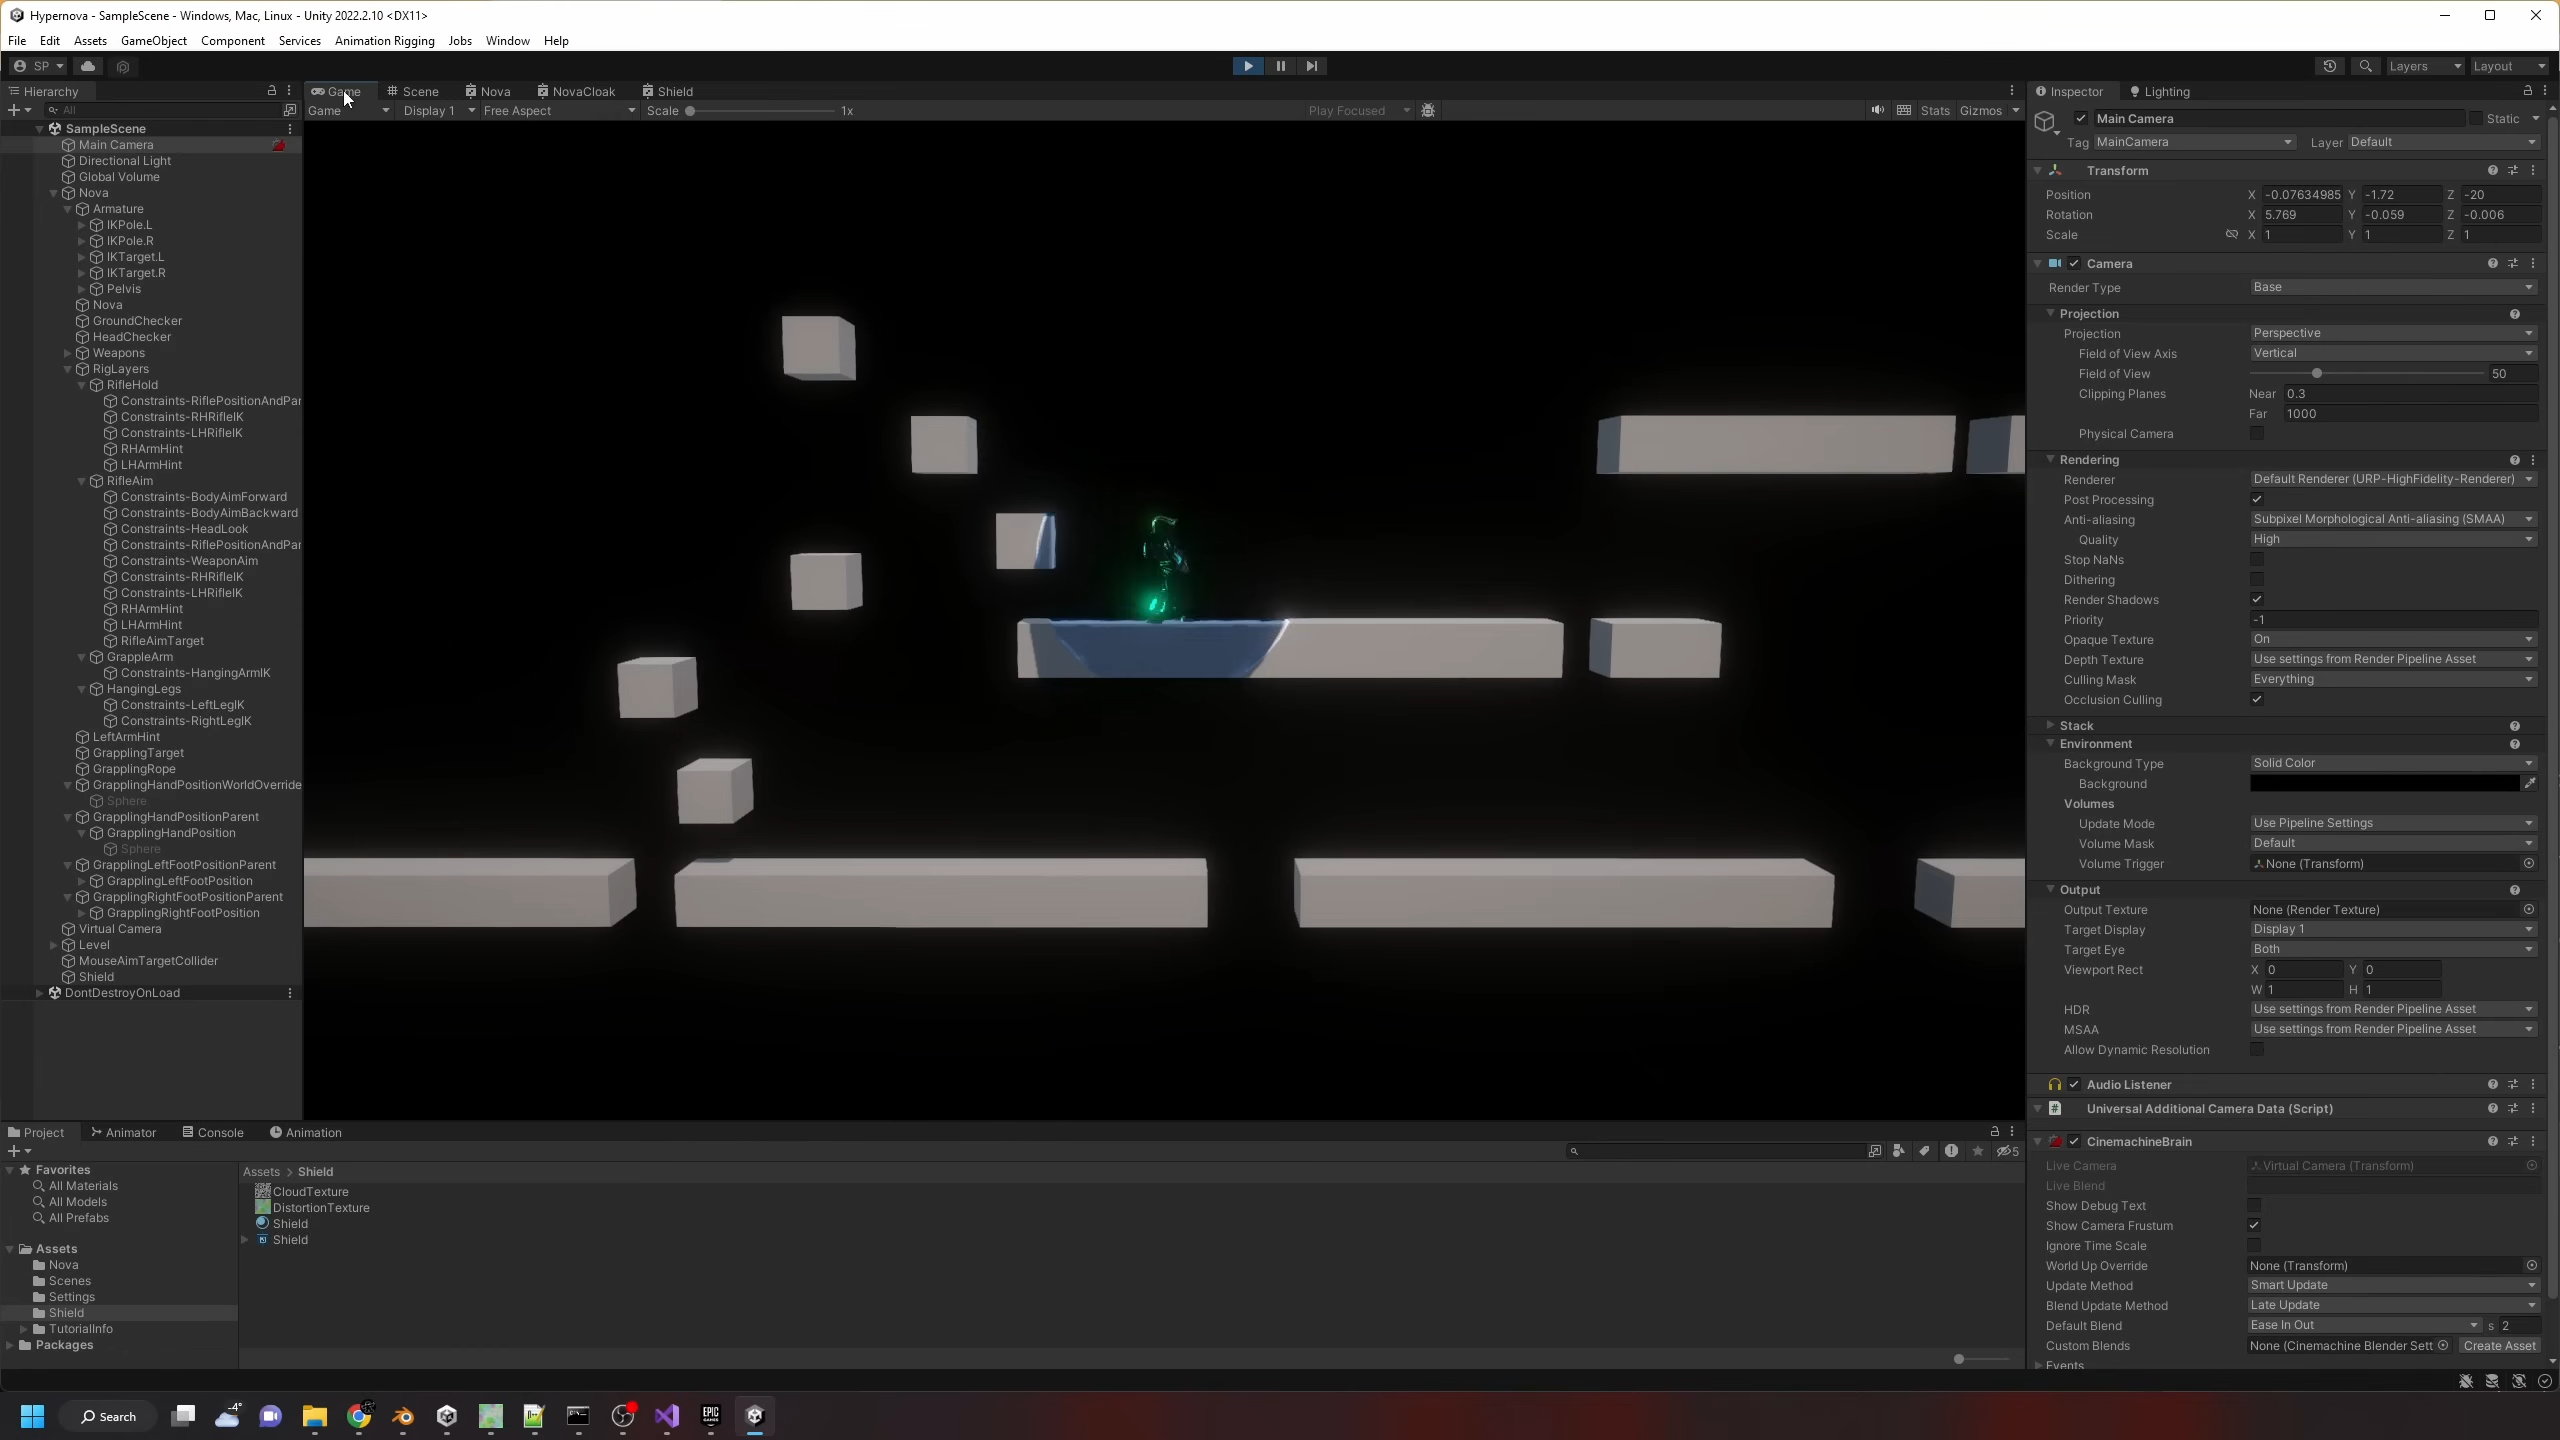 Hypernova - SampleScene - Windows, Mac, Linux - Unity 2022.2.10 <DX11>
File Edit Assets GameObject Component Services Animation Rigging Jobs Window Help
SP
Layers Layout
Hierarchy
All
SampleScene
Main Camera
Directional Light
Global Volume
Nova
Armature
IKPole.L
IKPole.R
IKTarget.L
IKTarget.R
Pelvis
Nova
GroundChecker
HeadChecker
Weapons
RigLayers
RifleHold
Constraints-RiflePositionAndPar
Constraints-RHRifleIK
Constraints-LHRifleIK
RHArmHint
LHArmHint
RifleAim
Constraints-BodyAimForward
Constraints-BodyAimBackward
Constraints-HeadLook
Constraints-RiflePositionAndPar
Constraints-WeaponAim
Constraints-RHRifleIK
Constraints-LHRifleIK
RHArmHint
LHArmHint
RifleAimTarget
GrappleArm
Constraints-HangingArmIK
HangingLegs
Constraints-LeftLegIK
Constraints-RightLegIK
LeftArmHint
GrapplingTarget
GrapplingRope
GrapplingHandPositionWorldOverride
Sphere
GrapplingHandPositionParent
GrapplingHandPosition
Sphere
GrapplingLeftFootPositionParent
GrapplingLeftFootPosition
GrapplingRightFootPositionParent
GrapplingRightFootPosition
Virtual Camera
Level
MouseAimTargetCollider
Shield
DontDestroyOnLoad
Game Scene Nova NovaCloak Shield
Game Display 1 Free Aspect Scale 1x Play Focused Stats Gizmos
Inspector Lighting
Main Camera Static
Tag MainCamera Layer Default
Transform
Position X -0.07634985 Y -1.72 Z -20
Rotation X 5.769 Y -0.059 Z -0.006
Scale X 1 Y 1 Z 1
Camera
Render Type Base
Projection
Projection Perspective
Field of View Axis Vertical
Field of View 50
Clipping Planes Near 0.3
Far 1000
Physical Camera
Rendering
Renderer Default Renderer (URP-HighFidelity-Renderer)
Post Processing
Anti-aliasing Subpixel Morphological Anti-aliasing (SMAA)
Quality High
Stop NaNs
Dithering
Render Shadows
Priority -1
Opaque Texture On
Depth Texture Use settings from Render Pipeline Asset
Culling Mask Everything
Occlusion Culling
Stack
Environment
Background Type Solid Color
Background
Volumes
Update Mode Use Pipeline Settings
Volume Mask Default
Volume Trigger None (Transform)
Output
Output Texture None (Render Texture)
Target Display Display 1
Target Eye Both
Viewport Rect X 0 Y 0
W 1 H 1
HDR Use settings from Render Pipeline Asset
MSAA Use settings from Render Pipeline Asset
Allow Dynamic Resolution
Audio Listener
Universal Additional Camera Data (Script)
CinemachineBrain
Live Camera Virtual Camera (Transform)
Live Blend
Show Debug Text
Show Camera Frustum
Ignore Time Scale
World Up Override None (Transform)
Update Method Smart Update
Blend Update Method Late Update
Default Blend Ease In Out s 2
Custom Blends None (Cinemachine Blender Sett Create Asset
Events
Project Animator Console Animation
5
Favorites
All Materials
All Models
All Prefabs
Assets
Nova
Scenes
Settings
Shield
TutorialInfo
Packages
Assets > Shield
CloudTexture
DistortionTexture
Shield
Shield
Search
-4°
EPIC
GAMES